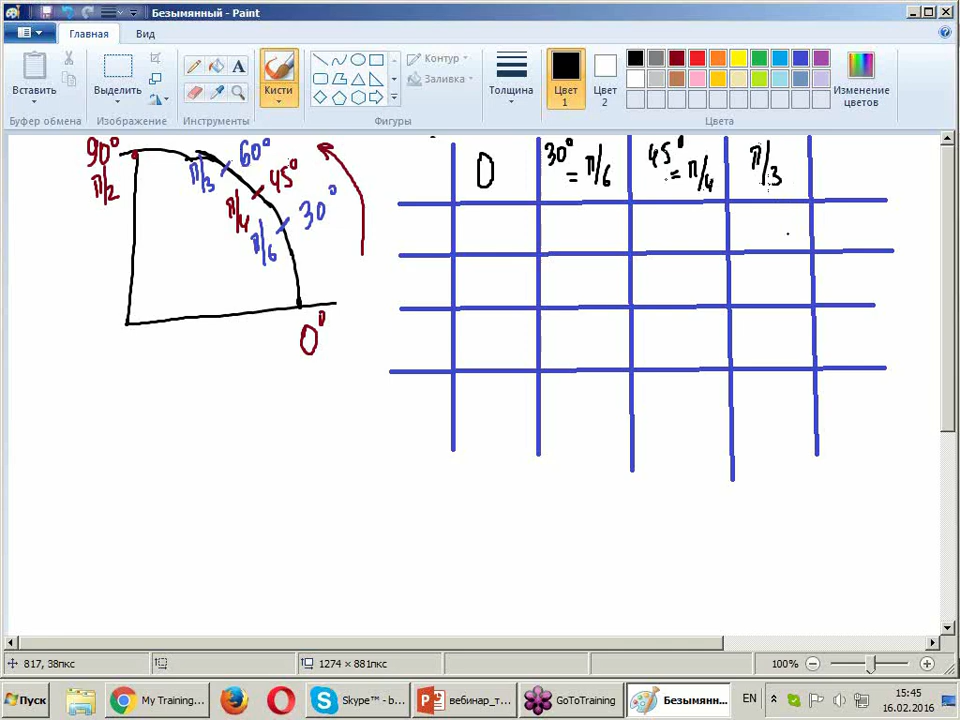 Безымянный - Paint
Главная Вид
Вставить
Выделить
Кисти
Контур
Заливка
Толщина
Цвет 1
Цвет 2
Изменение цветов
Буфер обмена Изображение Инструменты Фигуры Цвета
90° π/2
π/3 60°
π/4 45°
π/6 30°
0°
0 30° = π/6 45° = π/4 π/3
817, 38пкс 1274 × 881пкс 100%
Пуск My Training... Skype™ - b... вебинар_т... GoToTraining Безымянн... EN 15:45
16.02.2016